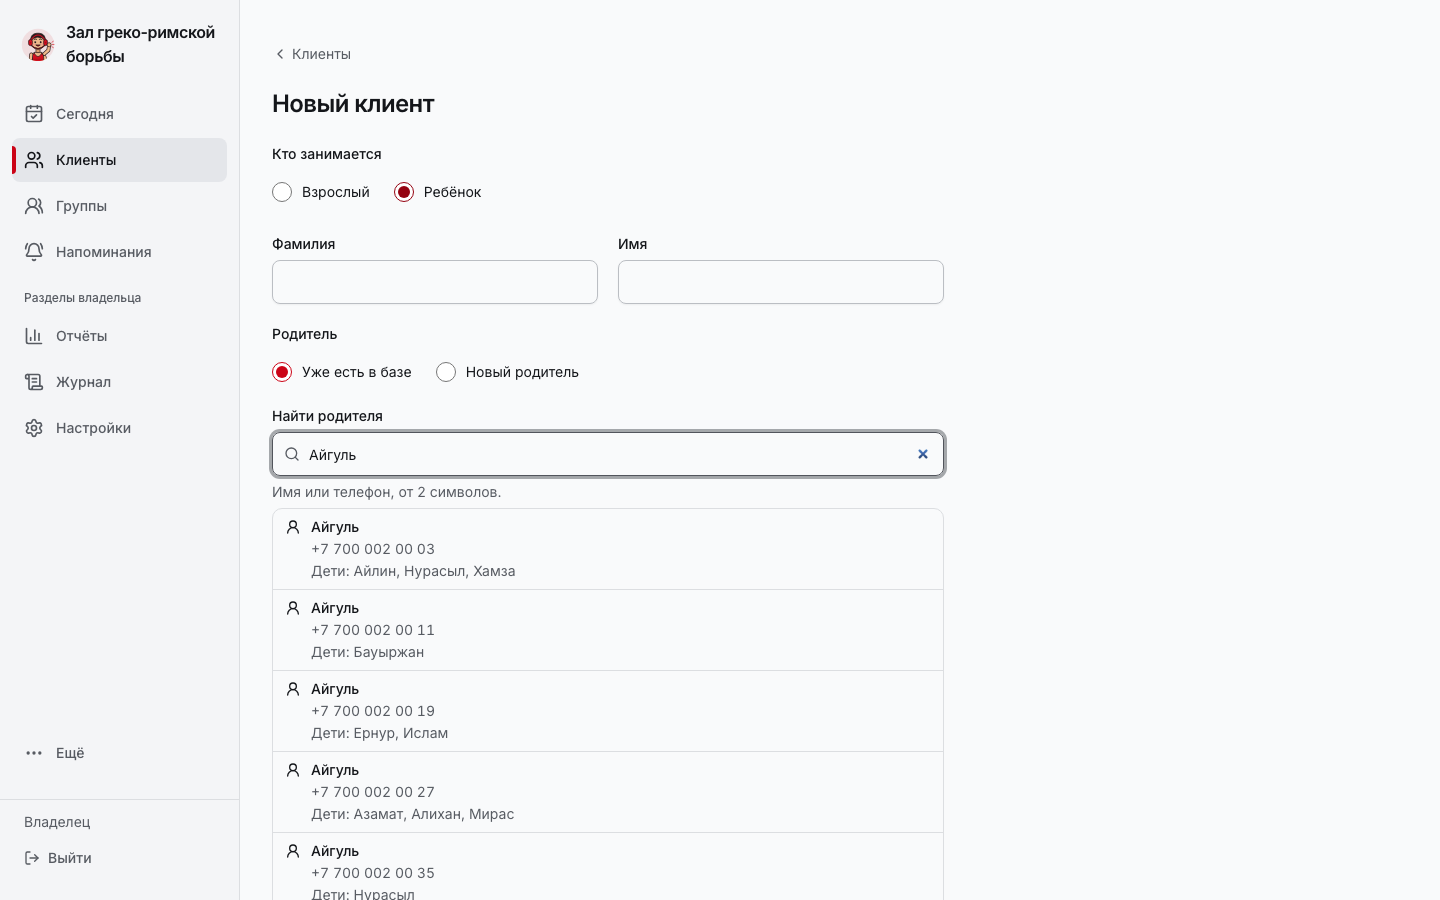 Зал греко-римской
борьбы
Сегодня
Клиенты
Группы
Напоминания
Разделы владельца
Отчёты
Журнал
Настройки
Ещё
Владелец
Выйти
Клиенты
Новый клиент
Кто занимается
Взрослый
Ребёнок
Фамилия
Имя
Родитель
Уже есть в базе
Новый родитель
Найти родителя
Айгуль
Имя или телефон, от 2 символов.
Айгуль
+7 700 002 00 03
Дети: Айлин, Нурасыл, Хамза
Айгуль
+7 700 002 00 11
Дети: Бауыржан
Айгуль
+7 700 002 00 19
Дети: Ернур, Ислам
Айгуль
+7 700 002 00 27
Дети: Азамат, Алихан, Мирас
Айгуль
+7 700 002 00 35
Дети: Нурасыл